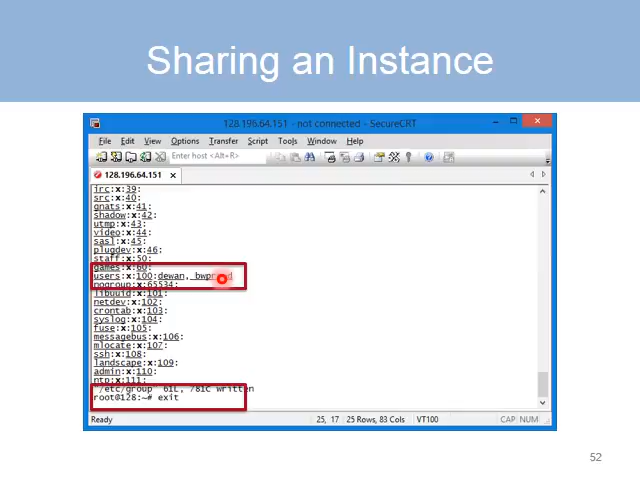 Sharing an Instance
128.196.64.151 - not connected - SecureCRT
File Edit View Options Transfer Script Tools Window Help
Enter host <Alt+R>
128.196.64.151
irc:x:39:
src:x:40:
gnats:x:41:
shadow:x:42:
utmp:x:43:
video:x:44:
sasl:x:45:
plugdev:x:46:
staff:x:50:
games:x:60:
users:x:100:dewan,
nogroup:x:65534:
libuuid:x:101:
netdev:x:102:
crontab:x:103:
syslog:x:104:
fuse:x:105:
messagebus:x:106:
mlocate:x:107:
ssh:x:108:
landscape:x:109:
admin:x:110:
ntp:x:111:
"/etc/group" 61L, 781C written
root@128:~# exit
Ready 25, 17 25 Rows, 83 Cols VT100 CAP NUM
52